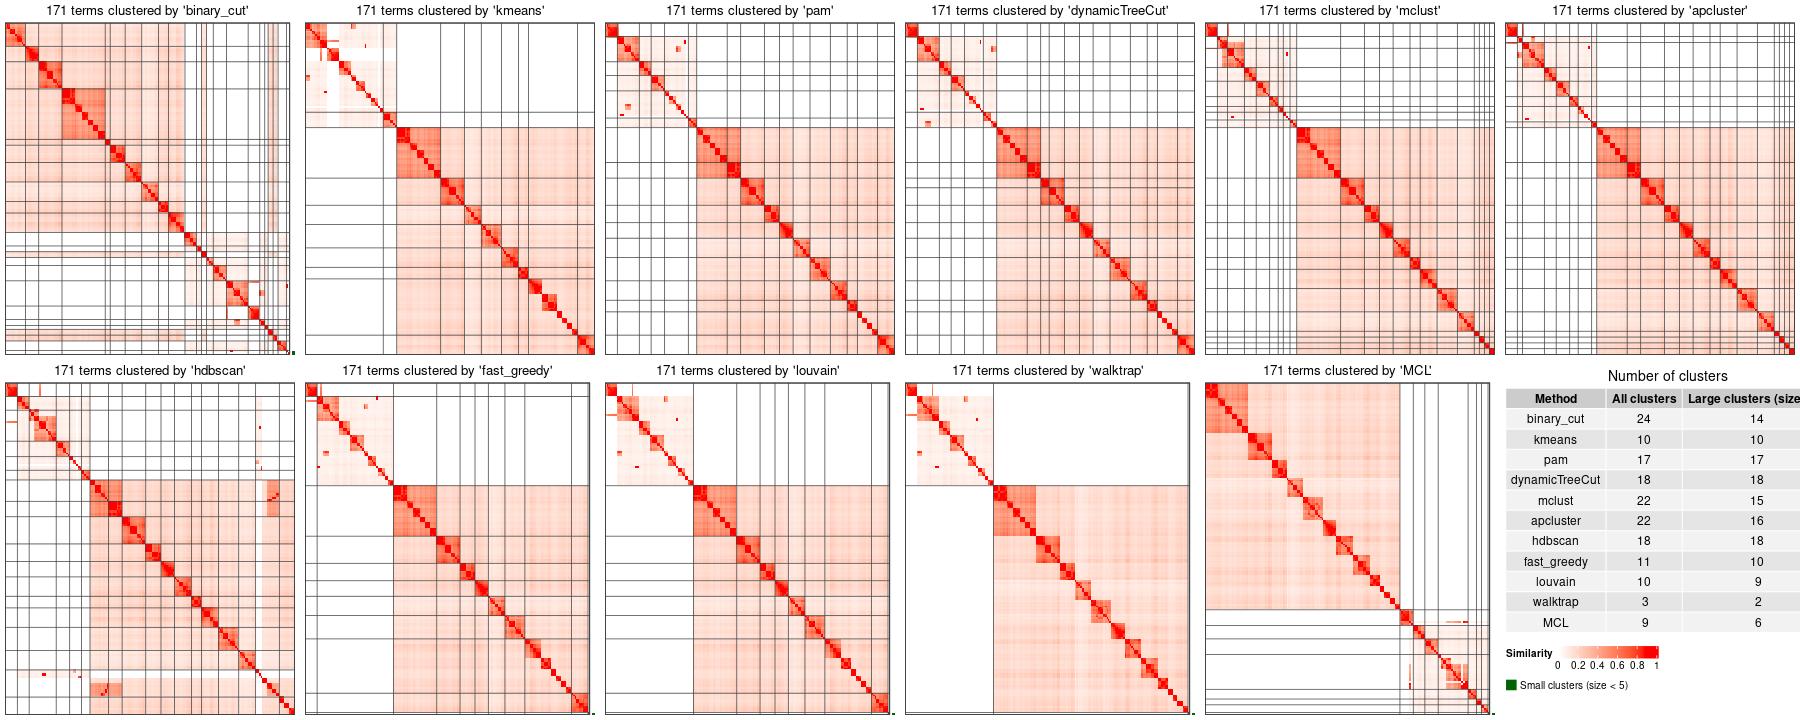 171 terms clustered by 'binary_cut'
171 terms clustered by 'kmeans'
171 terms clustered by 'pam'
171 terms clustered by 'dynamicTreeCut'
171 terms clustered by 'mclust'
171 terms clustered by 'apcluster'
171 terms clustered by 'hdbscan'
171 terms clustered by 'fast_greedy'
171 terms clustered by 'louvain'
171 terms clustered by 'walktrap'
171 terms clustered by 'MCL'
Number of clusters
Method All clusters Large clusters (size
binary_cut 24 14
kmeans 10 10
pam 17 17
dynamicTreeCut 18 18
mclust 22 15
apcluster 22 16
hdbscan 18 18
fast_greedy 11 10
louvain 10 9
walktrap 3 2
MCL 9 6
Similarity
0 0.2 0.4 0.6 0.8 1
Small clusters (size < 5)